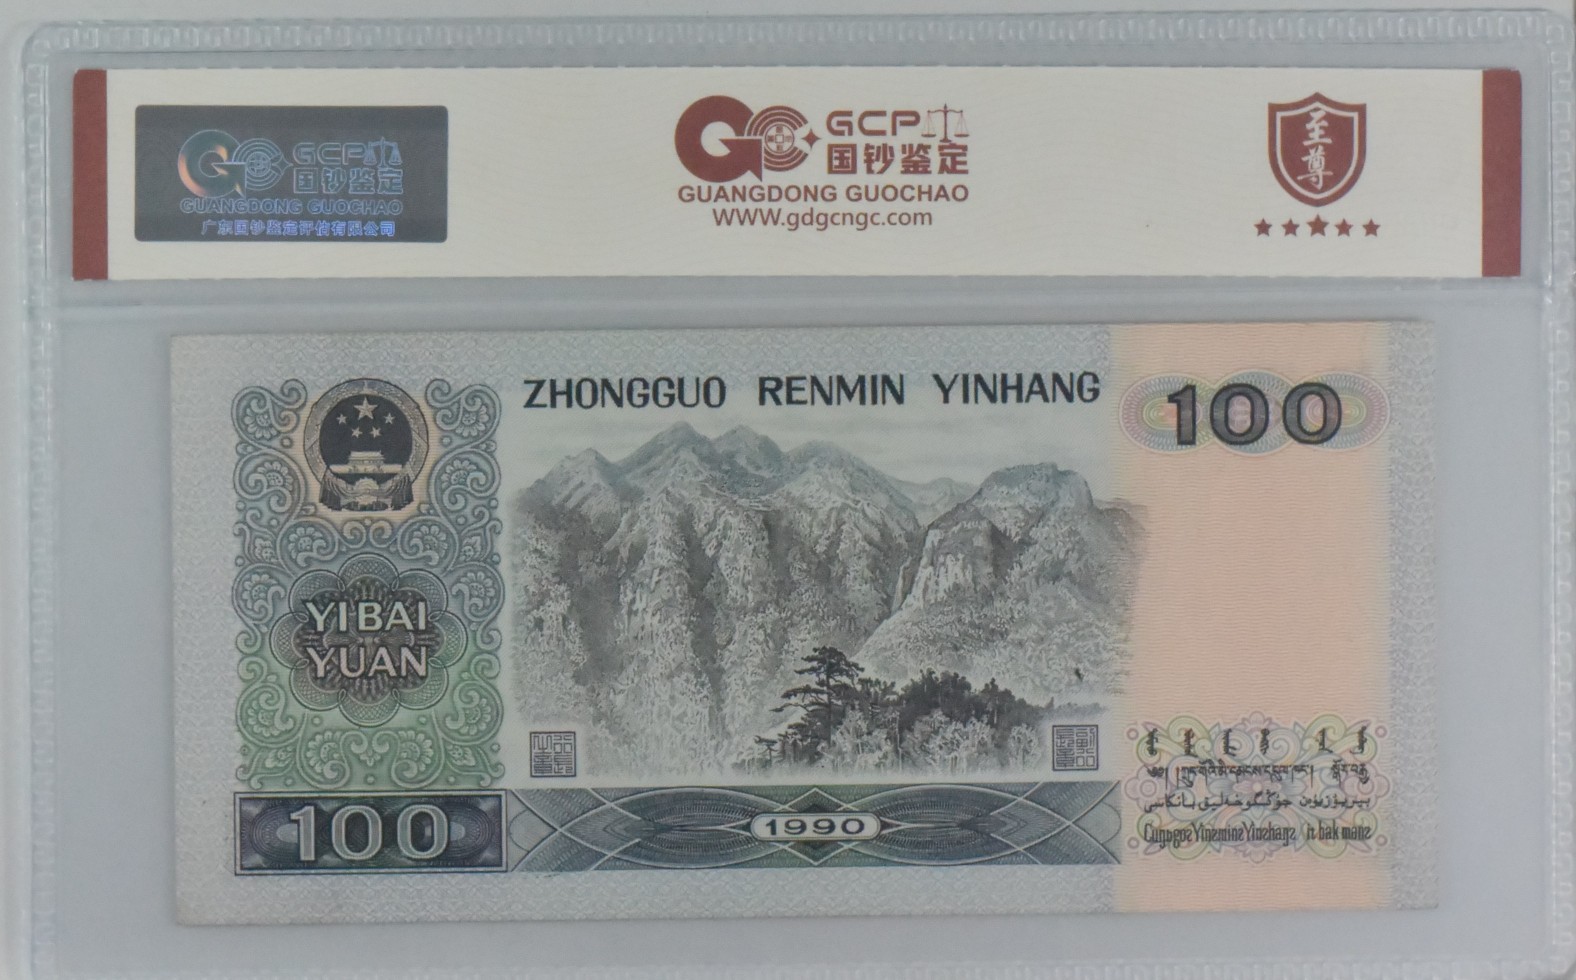 GCP
国钞鉴定
GUANGDONG GUOCHAO
广东国钞鉴定评估有限公司
GCP
国钞鉴定
GUANGDONG GUOCHAO
WWW.gdgcngc.com
至尊
ZHONGGUO RENMIN YINHANG
100
YIBAI
YUAN
100
1990